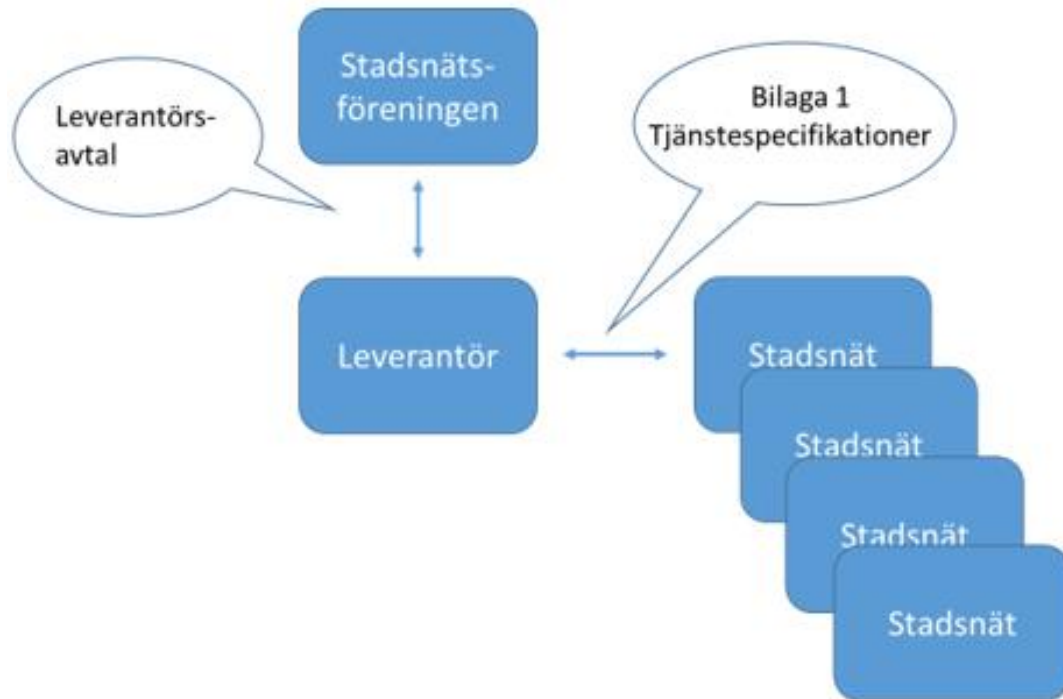 Stadsnäts-
föreningen
Leverantörs-
avtal
Bilaga 1
Tjänstespecifikationer
Leverantör
Stadsnät
Stadsnät
Stadsnät
Stadsnät